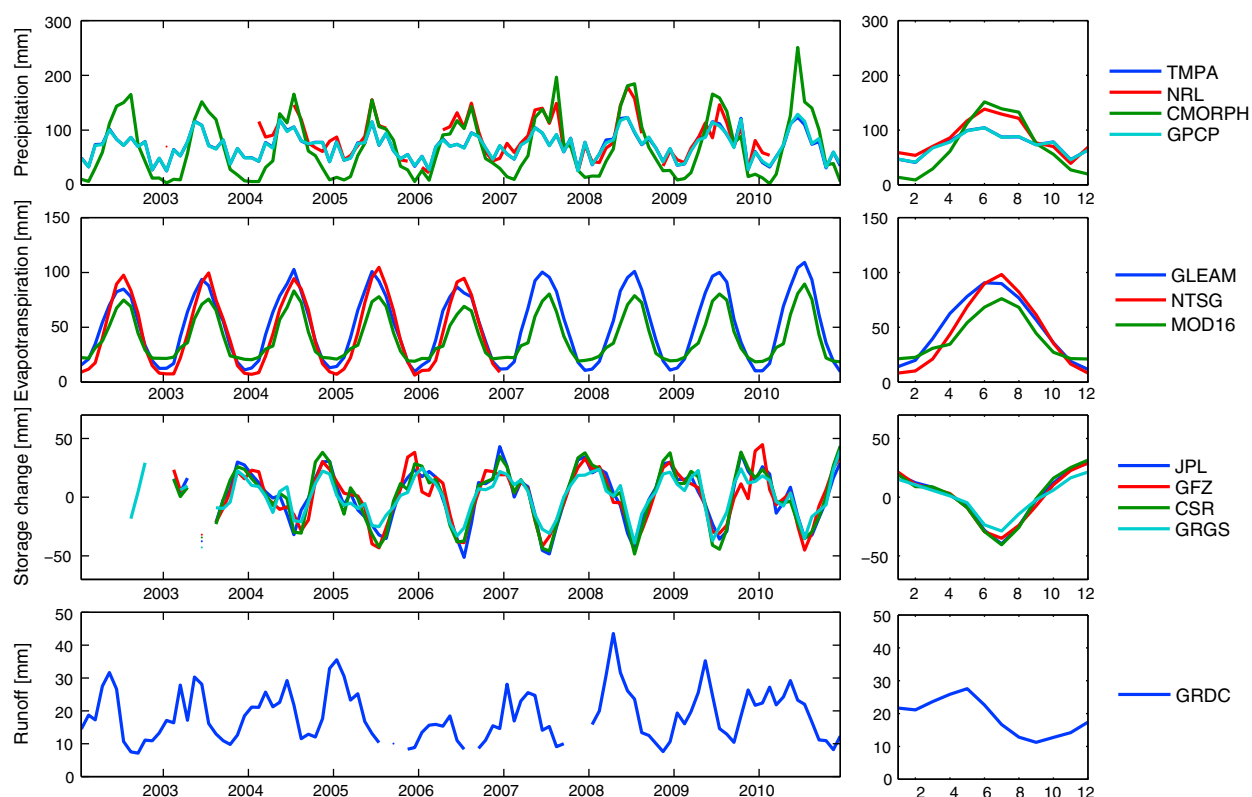 Precipitation [mm]
300
200
100
0
2003 2004 2005 2006 2007 2008 2009 2010
300
200
100
0
2 4 6 8 10 12
TMPA
NRL
CMORPH
GPCP
Evapotranspiration [mm]
150
100
50
0
2003 2004 2005 2006 2007 2008 2009 2010
150
100
50
0
2 4 6 8 10 12
GLEAM
NTSG
MOD16
Storage change [mm]
50
0
−50
2003 2004 2005 2006 2007 2008 2009 2010
50
0
−50
2 4 6 8 10 12
JPL
GFZ
CSR
GRGS
Runoff [mm]
50
40
30
20
10
0
2003 2004 2005 2006 2007 2008 2009 2010
50
40
30
20
10
0
2 4 6 8 10 12
GRDC